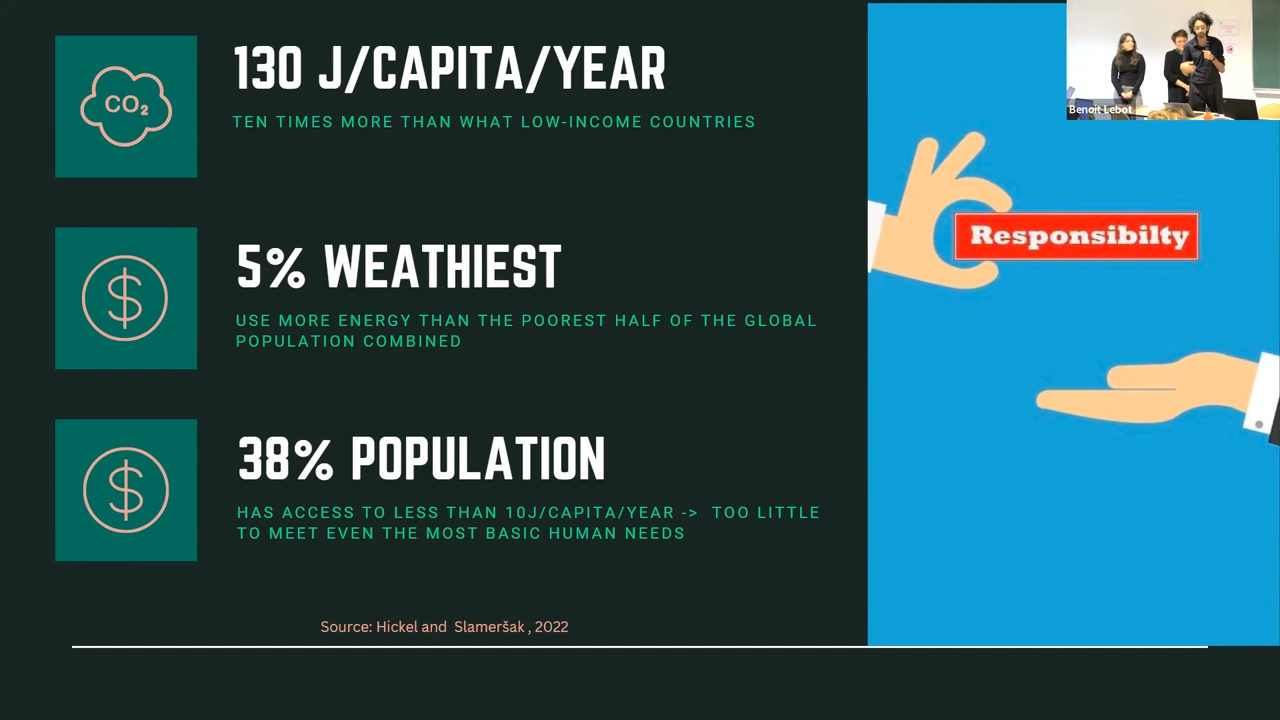 CO₂
130 J/CAPITA/YEAR
TEN TIMES MORE THAN WHAT LOW-INCOME COUNTRIES
5% WEATHIEST
USE MORE ENERGY THAN THE POOREST HALF OF THE GLOBAL
POPULATION COMBINED
38% POPULATION
HAS ACCESS TO LESS THAN 10J/CAPITA/YEAR -> TOO LITTLE
TO MEET EVEN THE MOST BASIC HUMAN NEEDS
Source: Hickel and Slameršak , 2022
Benoit Lebot
Responsibilty